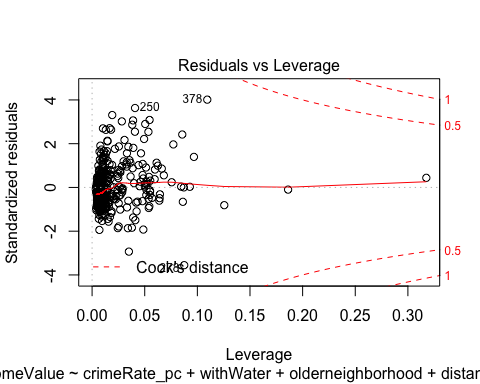 Residuals vs Leverage
Standardized residuals
4
2
0
-2
-4
250
378
1
0.5
0.5
1
Cook's distance
0.00 0.05 0.10 0.15 0.20 0.25 0.30
Leverage
omeValue ~ crimeRate_pc + withWater + olderneighborhood + distan